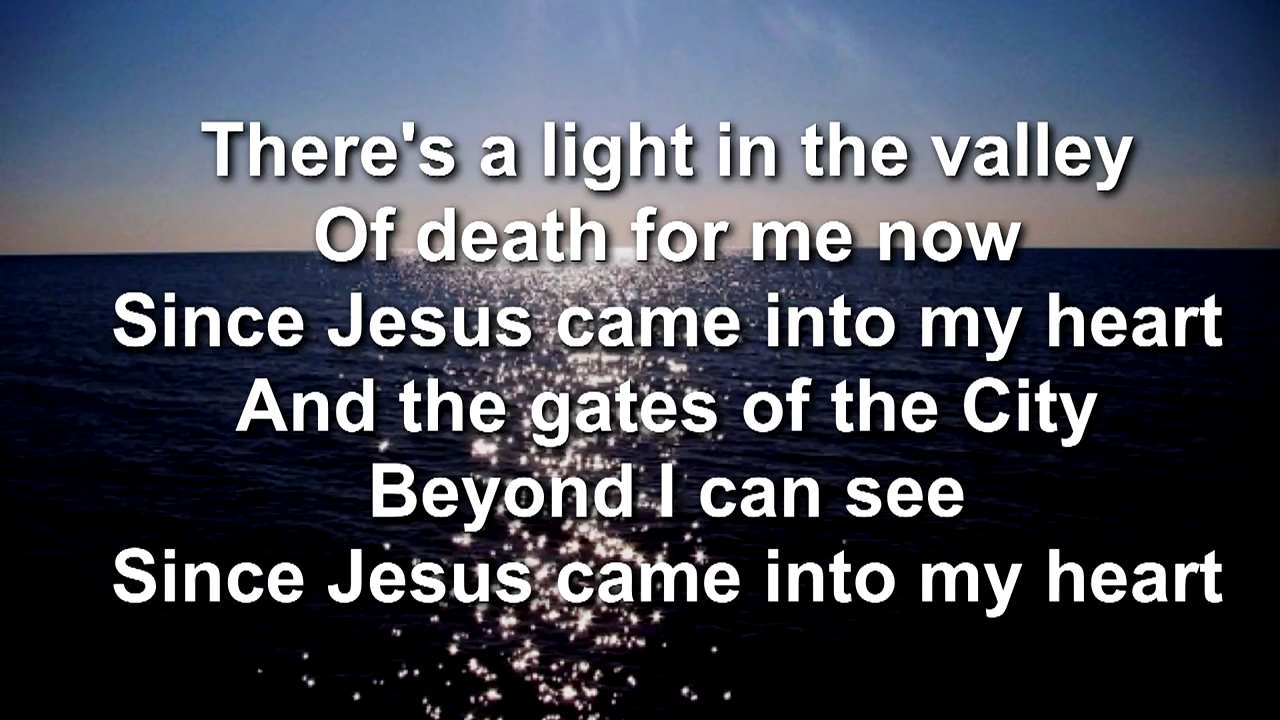 There's a light in the valley
Of death for me now
Since Jesus came into my heart
And the gates of the City
Beyond I can see
Since Jesus came into my heart